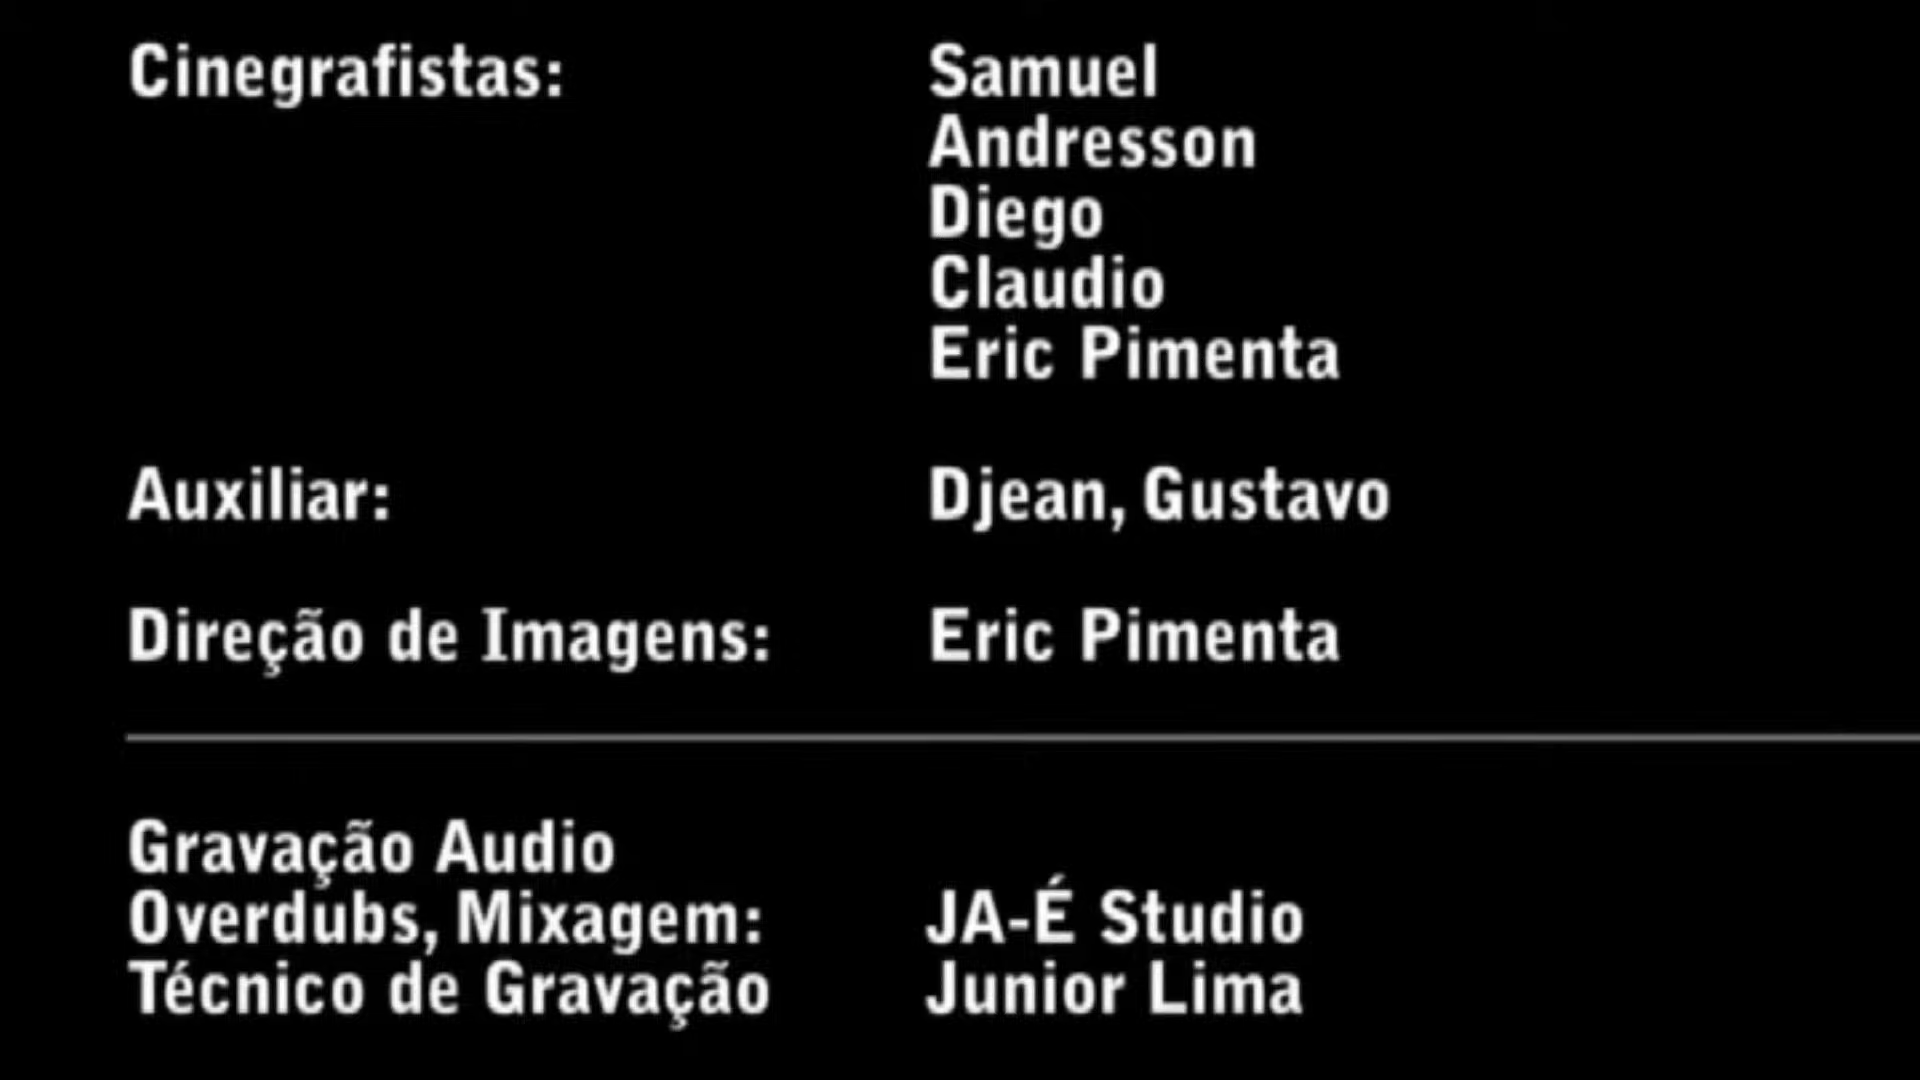 Cinegrafistas: Samuel
Andresson
Diego
Claudio
Eric Pimenta
Auxiliar: Djean, Gustavo
Direção de Imagens: Eric Pimenta
Gravação Audio
Overdubs, Mixagem: JA-É Studio
Técnico de Gravação Junior Lima